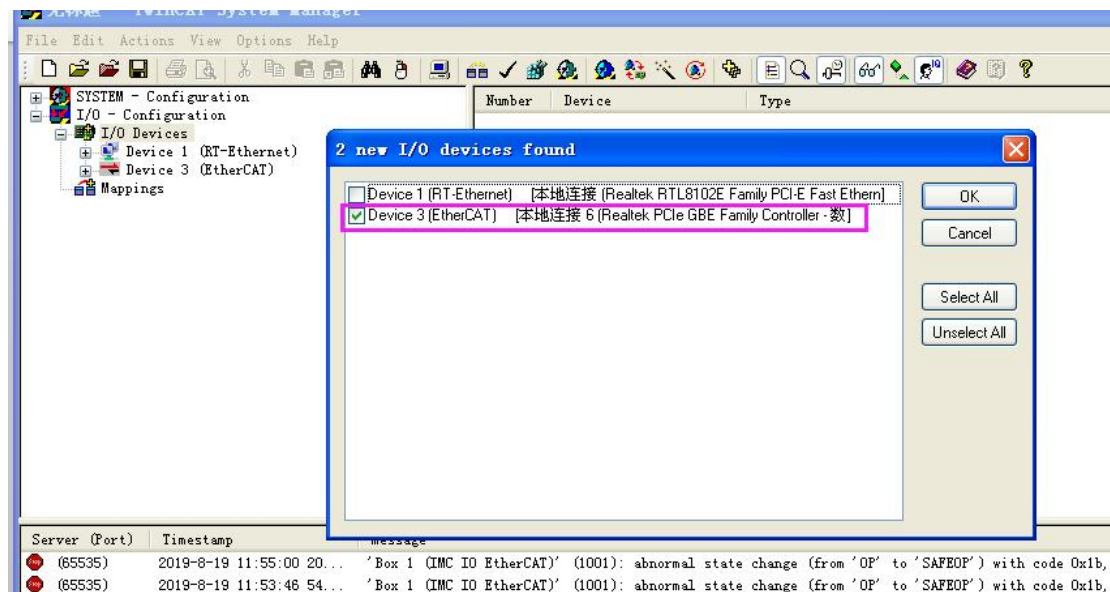 TwinCAT System Manager
File Edit Actions View Options Help
SYSTEM - Configuration
I/O - Configuration
I/O Devices
Device 1 (RT-Ethernet)
Device 3 (EtherCAT)
Mappings
Number Device Type
2 new I/O devices found
Device 1 (RT-Ethernet) [本地连接 (Realtek RTL8102E Family PCI-E Fast Ethern]
Device 3 (EtherCAT) [本地连接 6 (Realtek PCIe GBE Family Controller - 数]
OK
Cancel
Select All
Unselect All
Server (Port) Timestamp message
(65535) 2019-8-19 11:55:00 20... 'Box 1 (IMC IO EtherCAT)' (1001): abnormal state change (from 'OP' to 'SAFEOP') with code 0x1b,
(65535) 2019-8-19 11:53:46 54... 'Box 1 (IMC IO EtherCAT)' (1001): abnormal state change (from 'OP' to 'SAFEOP') with code 0x1b,